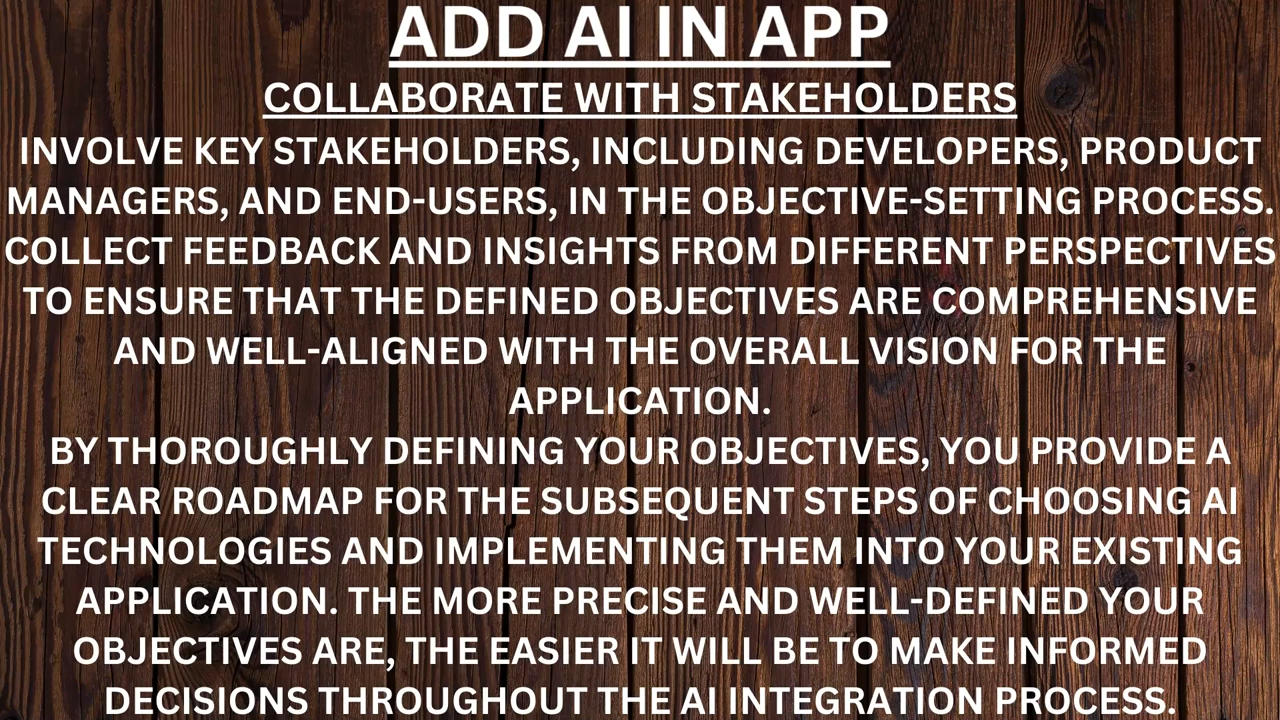 ADD AI IN APP
COLLABORATE WITH STAKEHOLDERS
INVOLVE KEY STAKEHOLDERS, INCLUDING DEVELOPERS, PRODUCT
MANAGERS, AND END-USERS, IN THE OBJECTIVE-SETTING PROCESS.
COLLECT FEEDBACK AND INSIGHTS FROM DIFFERENT PERSPECTIVES
TO ENSURE THAT THE DEFINED OBJECTIVES ARE COMPREHENSIVE
AND WELL-ALIGNED WITH THE OVERALL VISION FOR THE
APPLICATION.
BY THOROUGHLY DEFINING YOUR OBJECTIVES, YOU PROVIDE A
CLEAR ROADMAP FOR THE SUBSEQUENT STEPS OF CHOOSING AI
TECHNOLOGIES AND IMPLEMENTING THEM INTO YOUR EXISTING
APPLICATION. THE MORE PRECISE AND WELL-DEFINED YOUR
OBJECTIVES ARE, THE EASIER IT WILL BE TO MAKE INFORMED
DECISIONS THROUGHOUT THE AI INTEGRATION PROCESS.